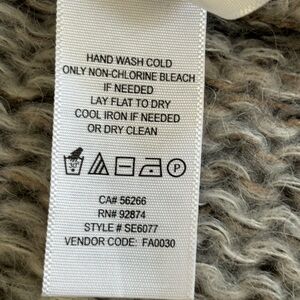 HAND WASH COLD
ONLY NON-CHLORINE BLEACH
IF NEEDED
LAY FLAT TO DRY
COOL IRON IF NEEDED
OR DRY CLEAN
P
CA# 56266
RN# 92874
STYLE # SE6077
VENDOR CODE: FA0030